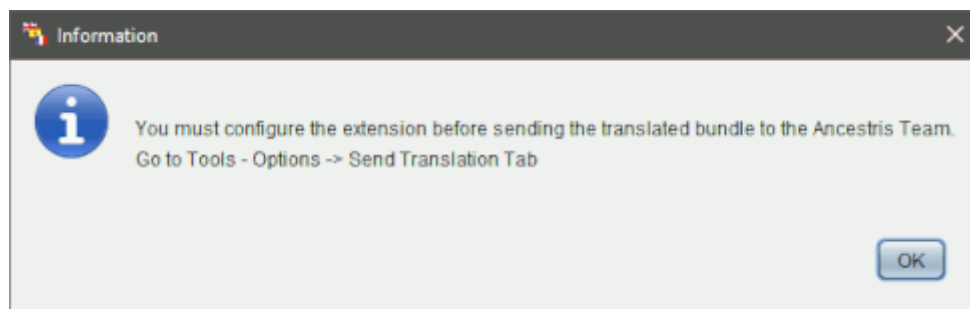 Information
You must configure the extension before sending the translated bundle to the Ancestris Team.
Go to Tools - Options -> Send Translation Tab
OK